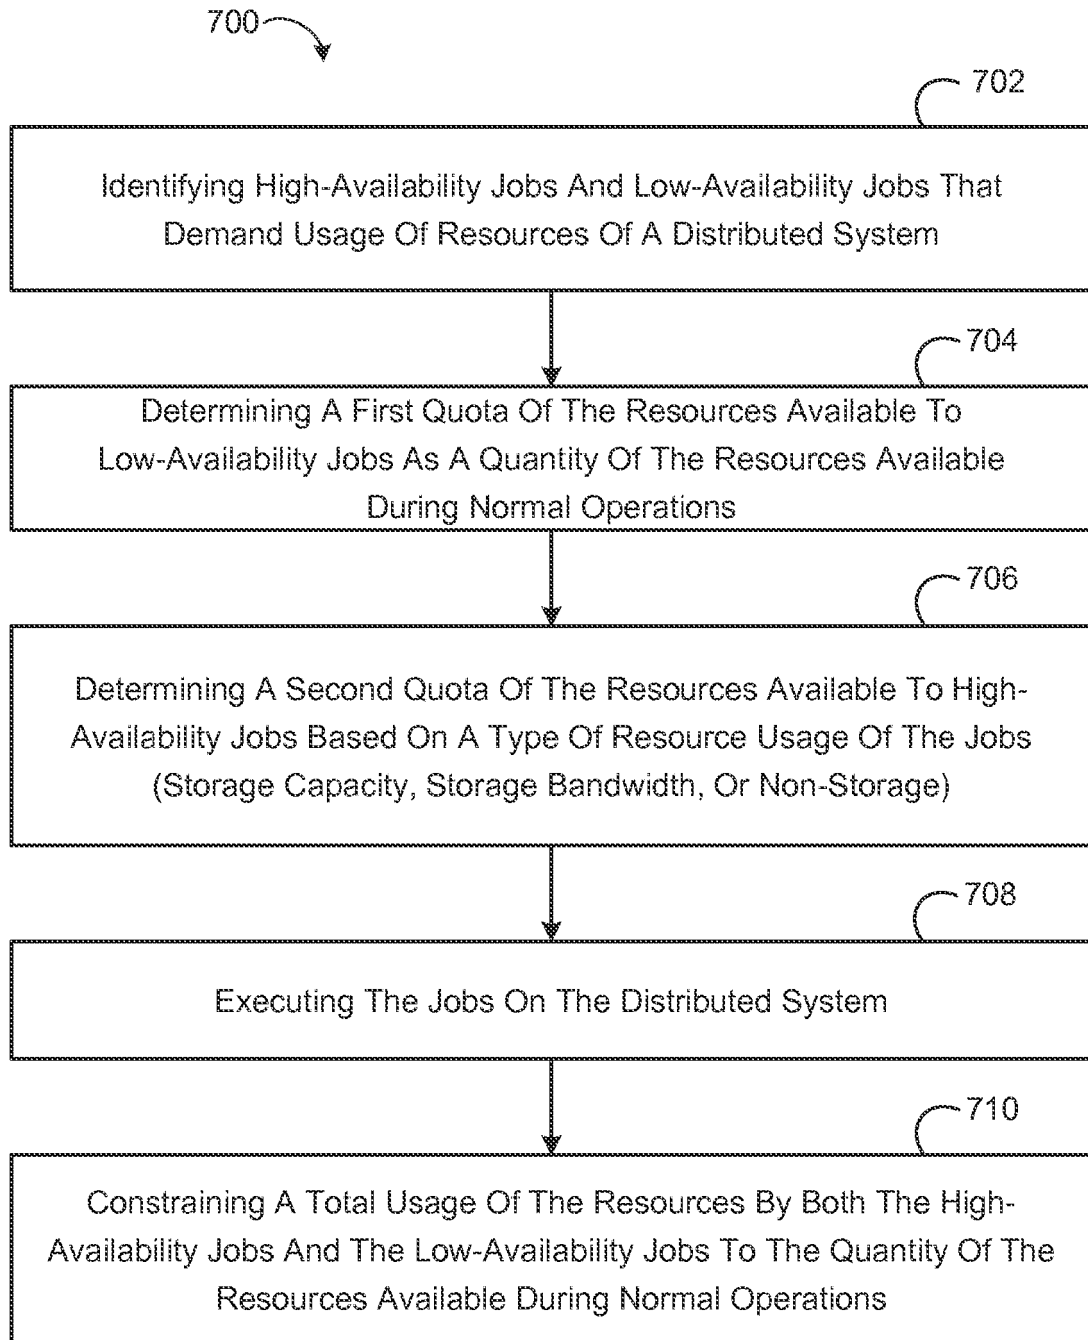 700
702
Identifying High-Availability Jobs And Low-Availability Jobs That
Demand Usage Of Resources Of A Distributed System
704
Determining A First Quota Of The Resources Available To
Low-Availability Jobs As A Quantity Of The Resources Available
During Normal Operations
706
Determining A Second Quota Of The Resources Available To High-
Availability Jobs Based On A Type Of Resource Usage Of The Jobs
(Storage Capacity, Storage Bandwidth, Or Non-Storage)
708
Executing The Jobs On The Distributed System
710
Constraining A Total Usage Of The Resources By Both The High-
Availability Jobs And The Low-Availability Jobs To The Quantity Of The
Resources Available During Normal Operations